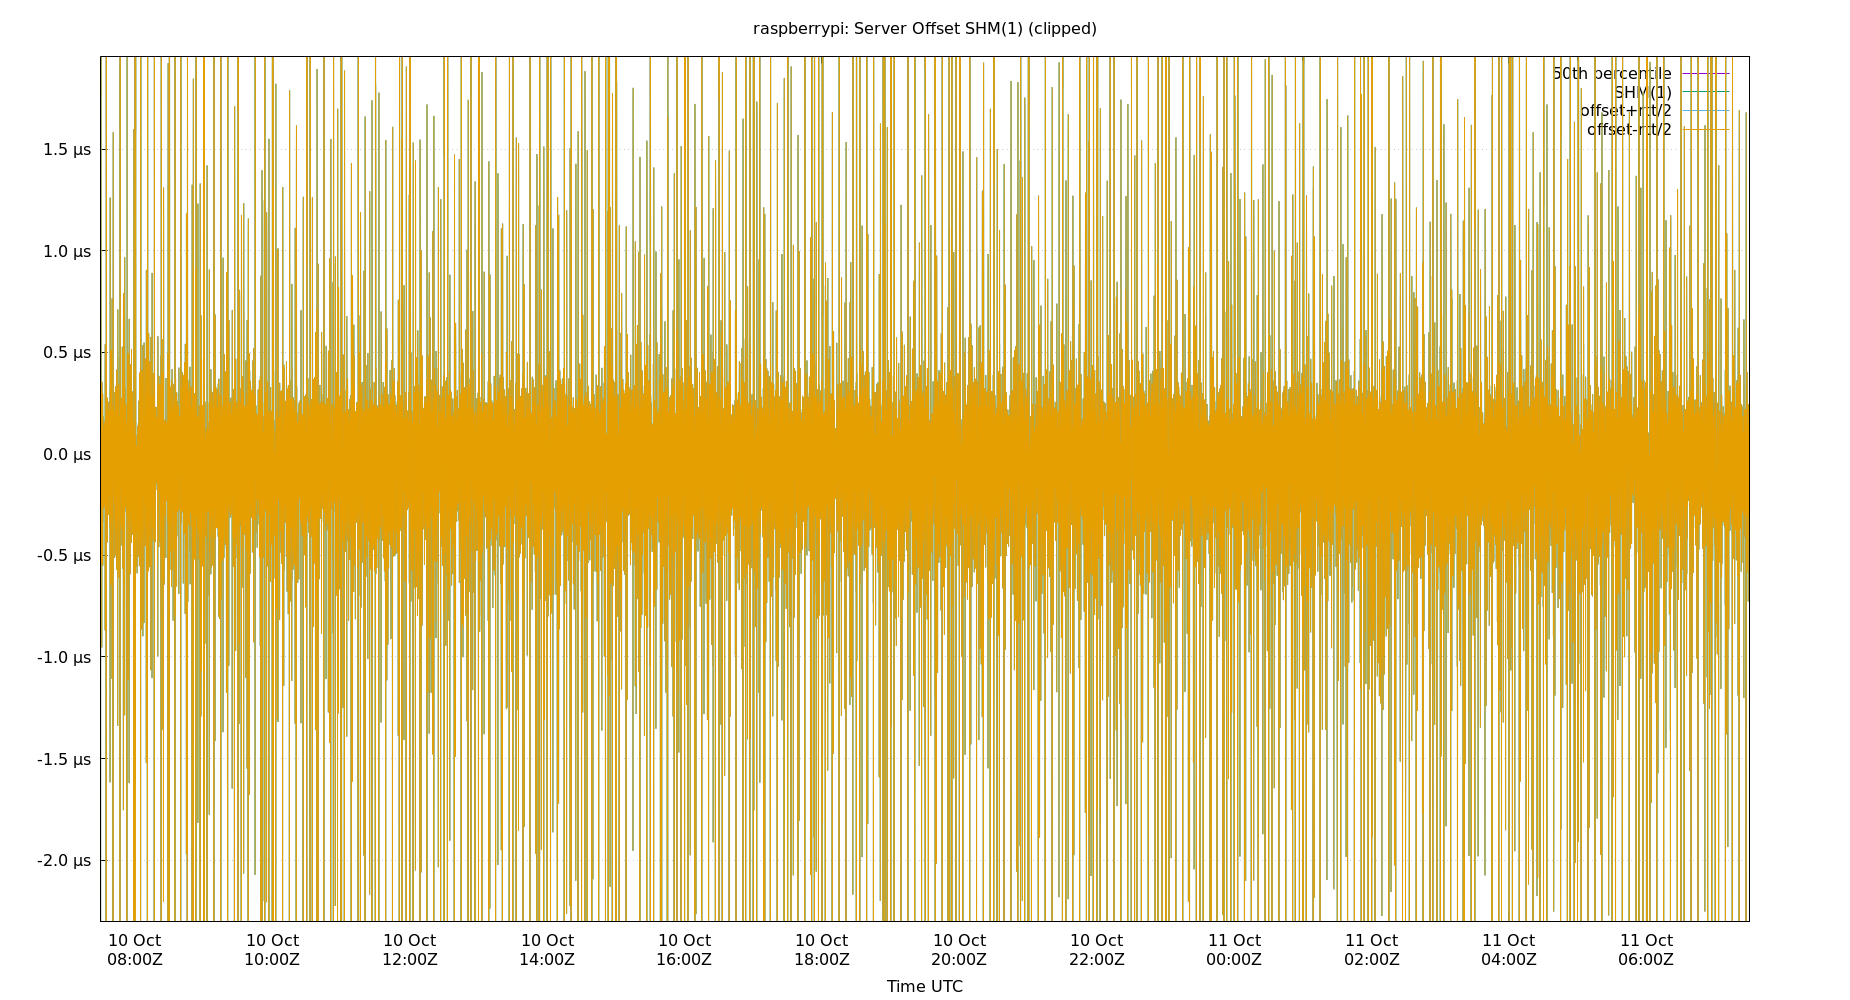 raspberrypi: Server Offset SHM(1) (clipped)
50th percentile
SHM(1)
offset+rtt/2
offset-rtt/2
1.5 µs
1.0 µs
0.5 µs
0.0 µs
-0.5 µs
-1.0 µs
-1.5 µs
-2.0 µs
10 Oct 10 Oct 10 Oct 10 Oct 10 Oct 10 Oct 10 Oct 10 Oct 11 Oct 11 Oct 11 Oct 11 Oct
08:00Z 10:00Z 12:00Z 14:00Z 16:00Z 18:00Z 20:00Z 22:00Z 00:00Z 02:00Z 04:00Z 06:00Z
Time UTC